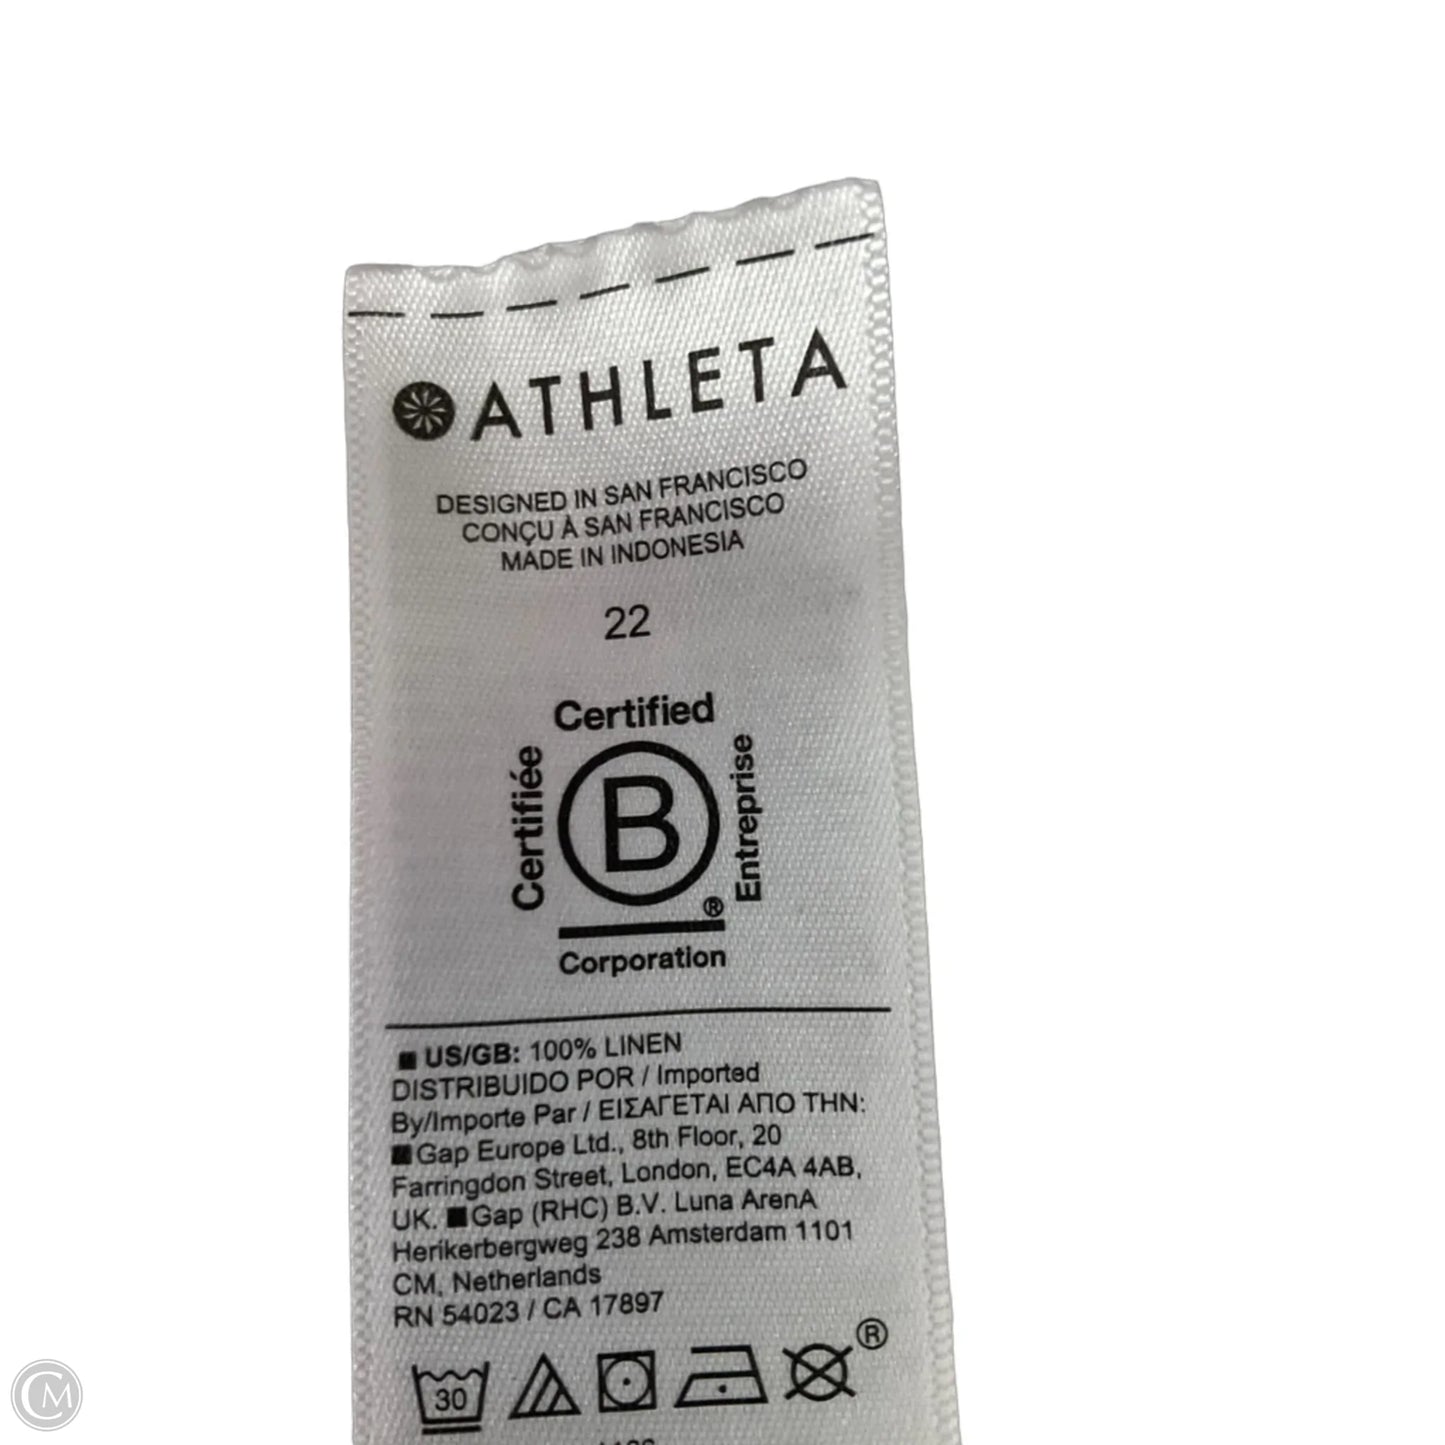 ATHLETA
DESIGNED IN SAN FRANCISCO
CONÇU À SAN FRANCISCO
MADE IN INDONESIA
22
Certified
Certifiée
B
Entreprise
®
Corporation
US/GB: 100% LINEN
DISTRIBUIDO POR / Imported
By/Importe Par / ΕΙΣΑΓΕΤΑΙ ΑΠΟ ΤΗΝ:
Gap Europe Ltd., 8th Floor, 20
Farringdon Street, London, EC4A 4AB,
UK. Gap (RHC) B.V. Luna ArenA
Herikerbergweg 238 Amsterdam 1101
CM, Netherlands
RN 54023 / CA 17897
30
®
CM